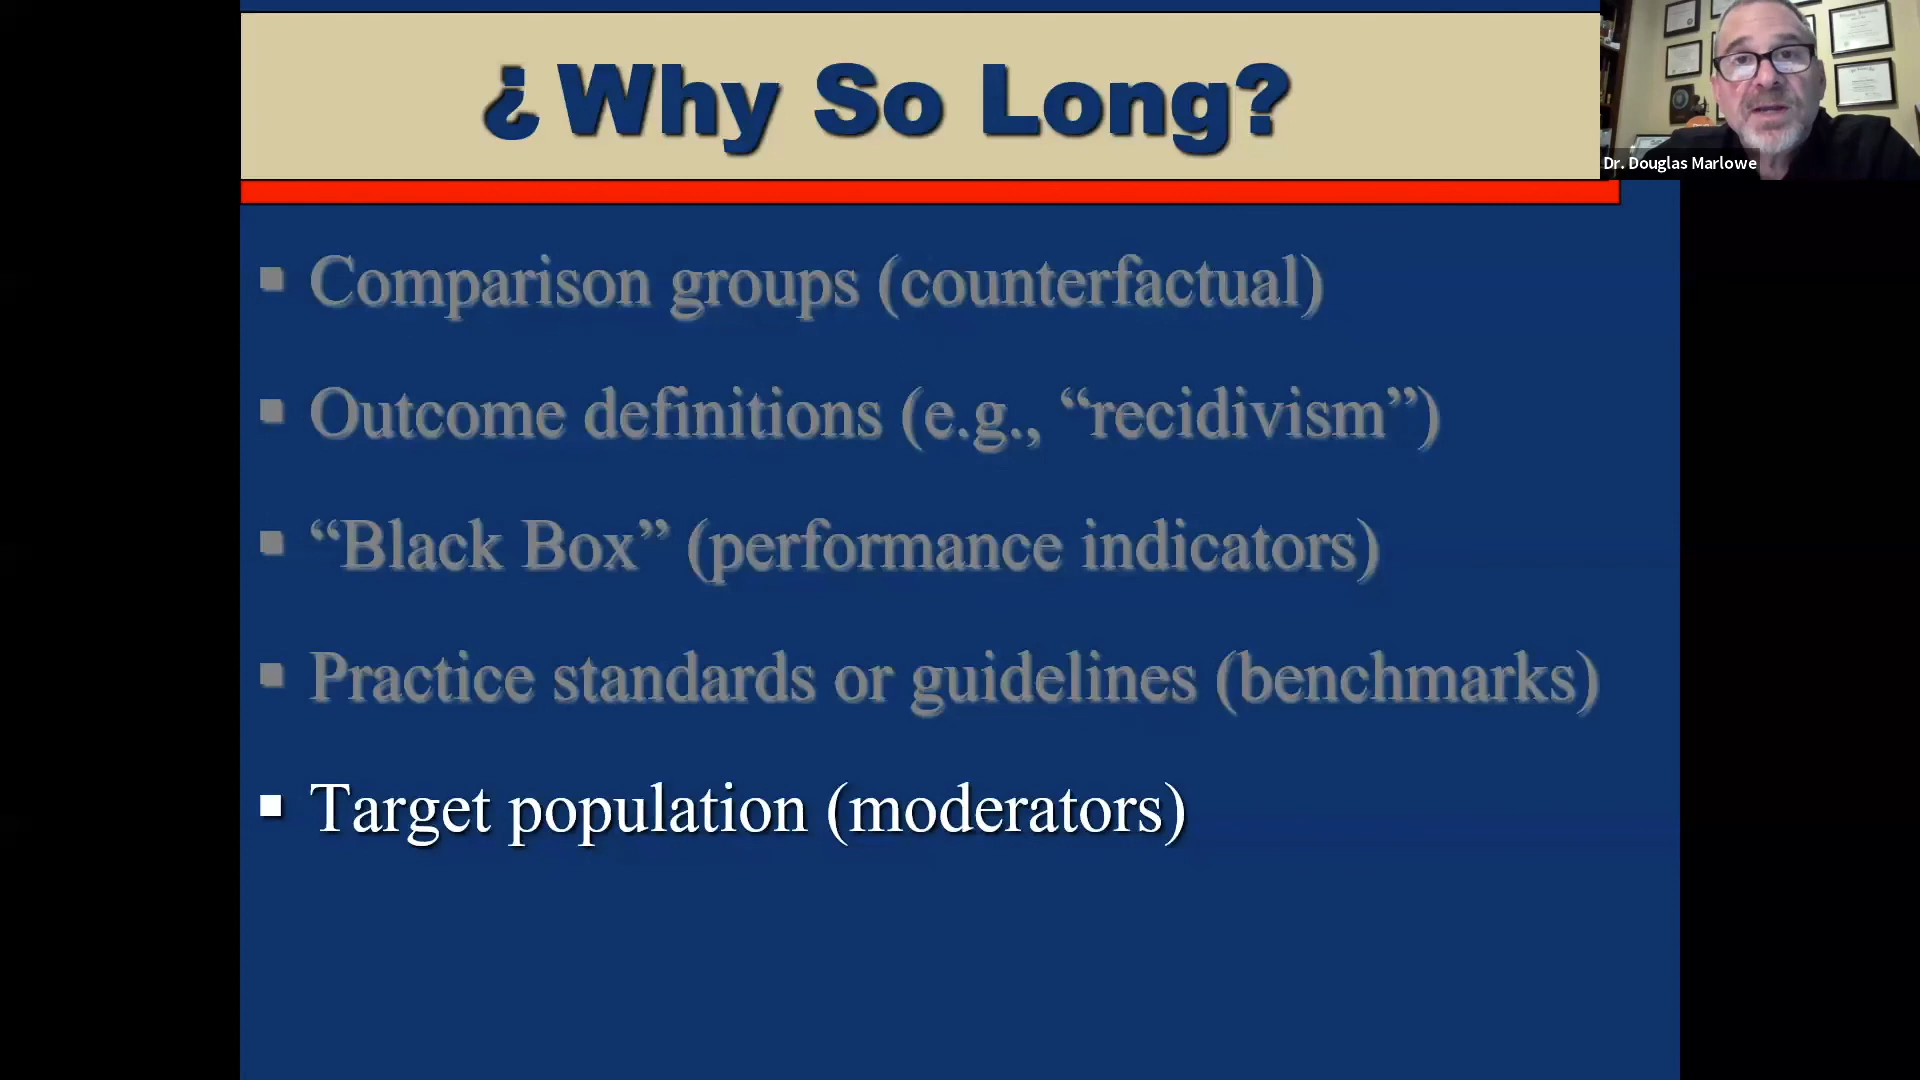 ¿Why So Long?
Dr. Douglas Marlowe
▪ Comparison groups (counterfactual)
▪ Outcome definitions (e.g., “recidivism”)
▪ “Black Box” (performance indicators)
▪ Practice standards or guidelines (benchmarks)
▪ Target population (moderators)